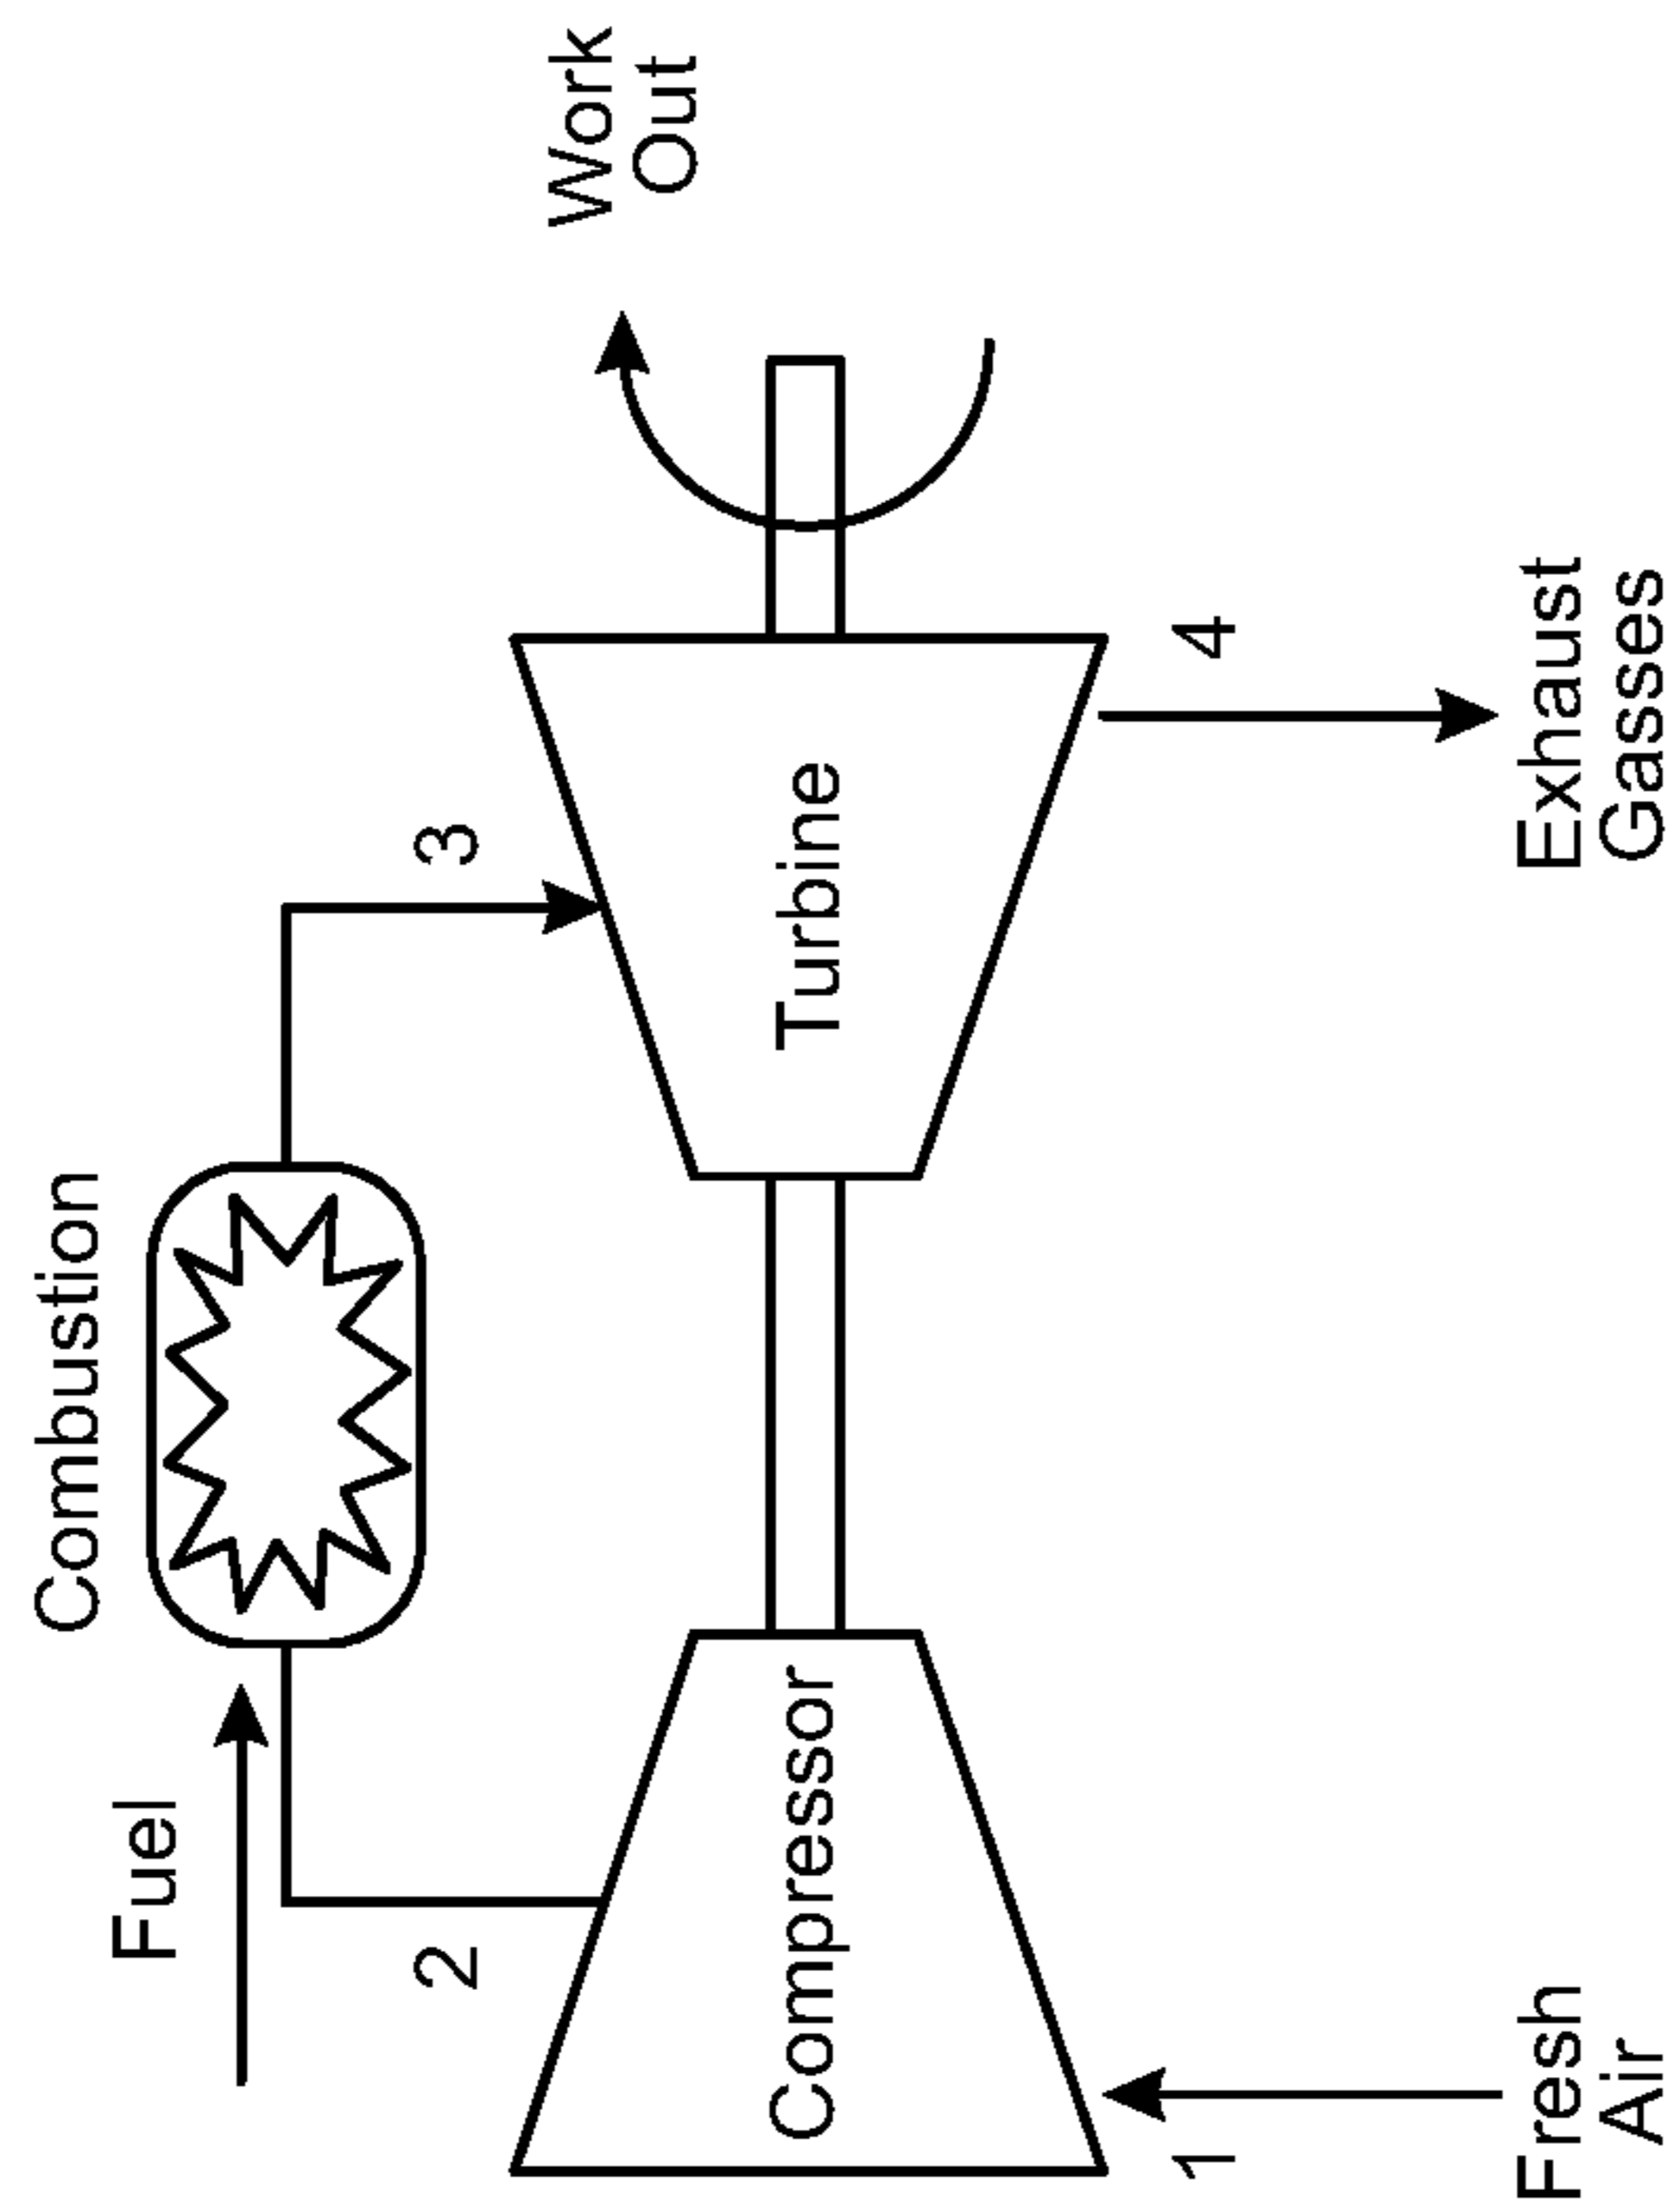 Combustion
Fuel
2
3
Work
Out
Compressor
Turbine
1
4
Fresh
Air
Exhaust
Gasses